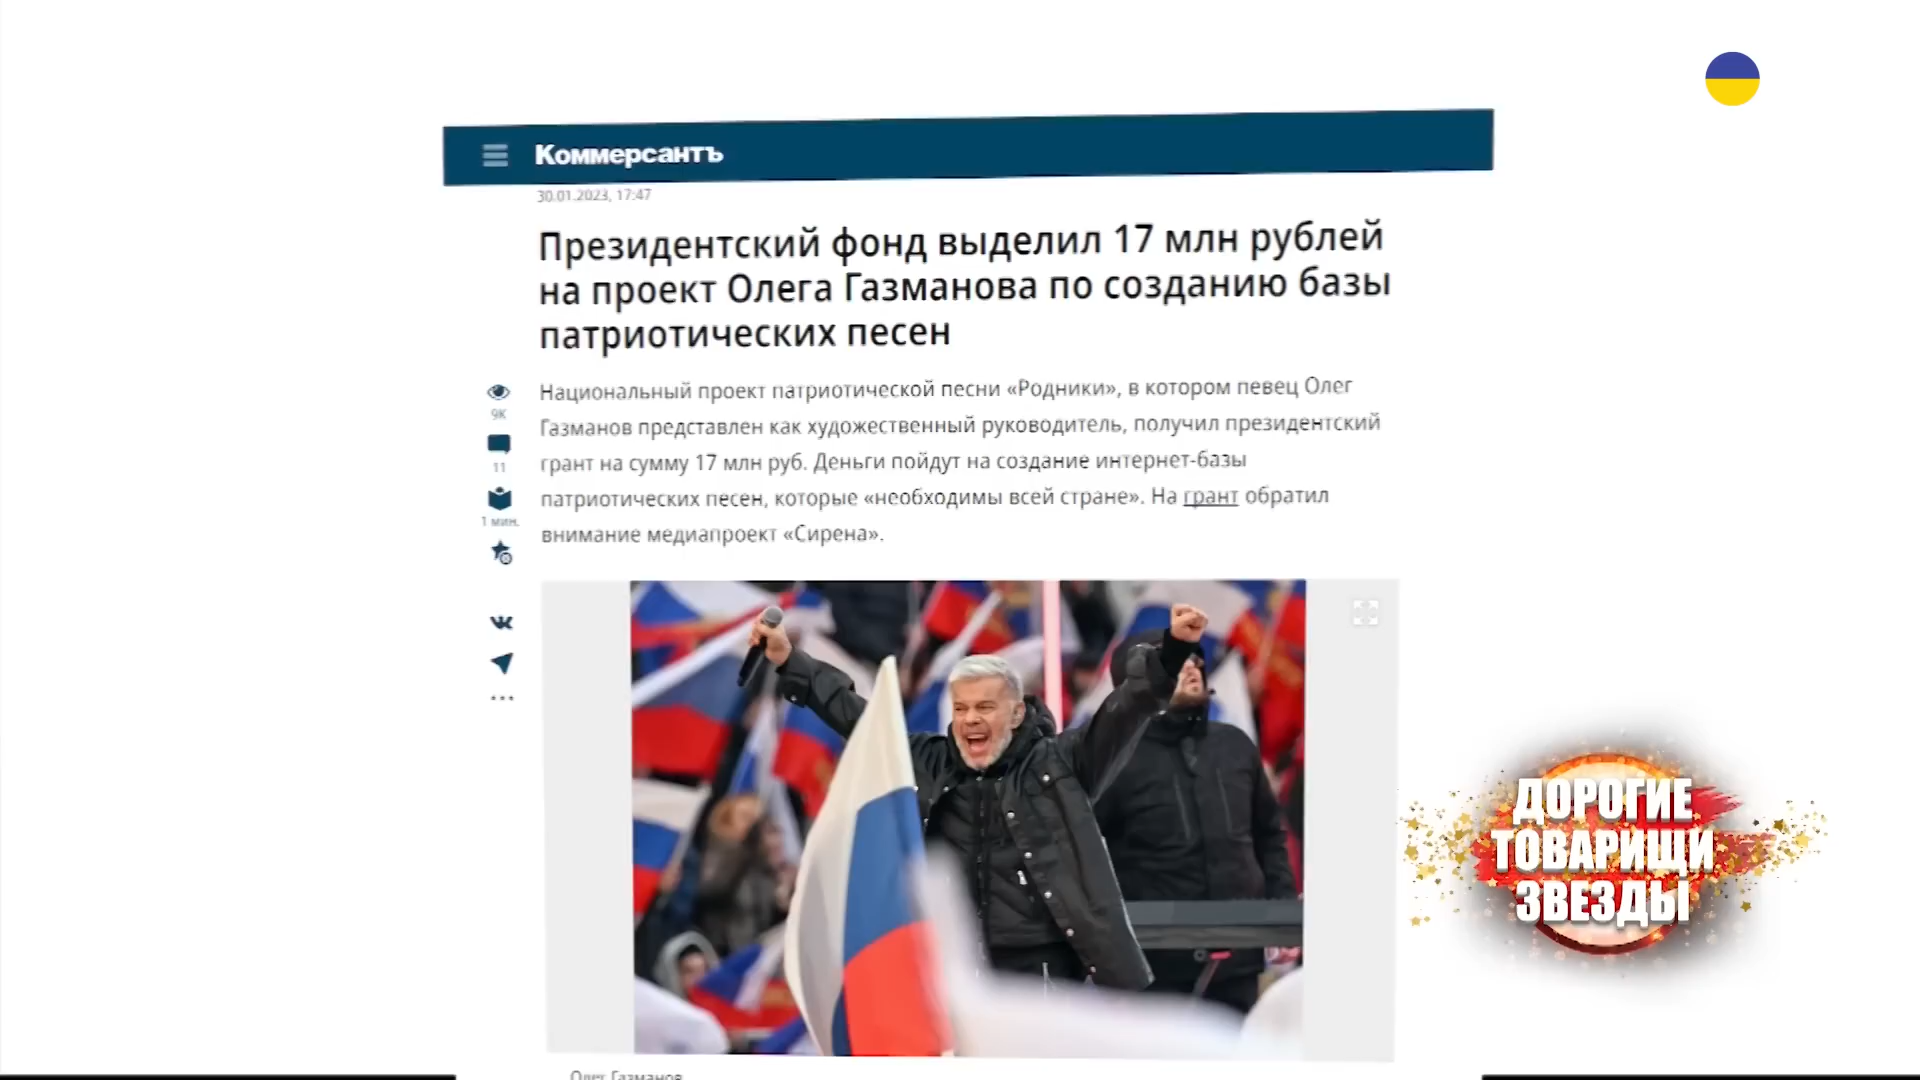 Коммерсантъ
30.01.2023, 17:47
Президентский фонд выделил 17 млн рублей
на проект Олега Газманова по созданию базы
патриотических песен
9K
11
1 мин.
Национальный проект патриотической песни «Родники», в котором певец Олег
Газманов представлен как художественный руководитель, получил президентский
грант на сумму 17 млн руб. Деньги пойдут на создание интернет-базы
патриотических песен, которые «необходимы всей стране». На грант обратил
внимание медиапроект «Сирена».
Олег Газманов
ДОРОГИЕ
ТОВАРИЩИ
ЗВЕЗДЫ